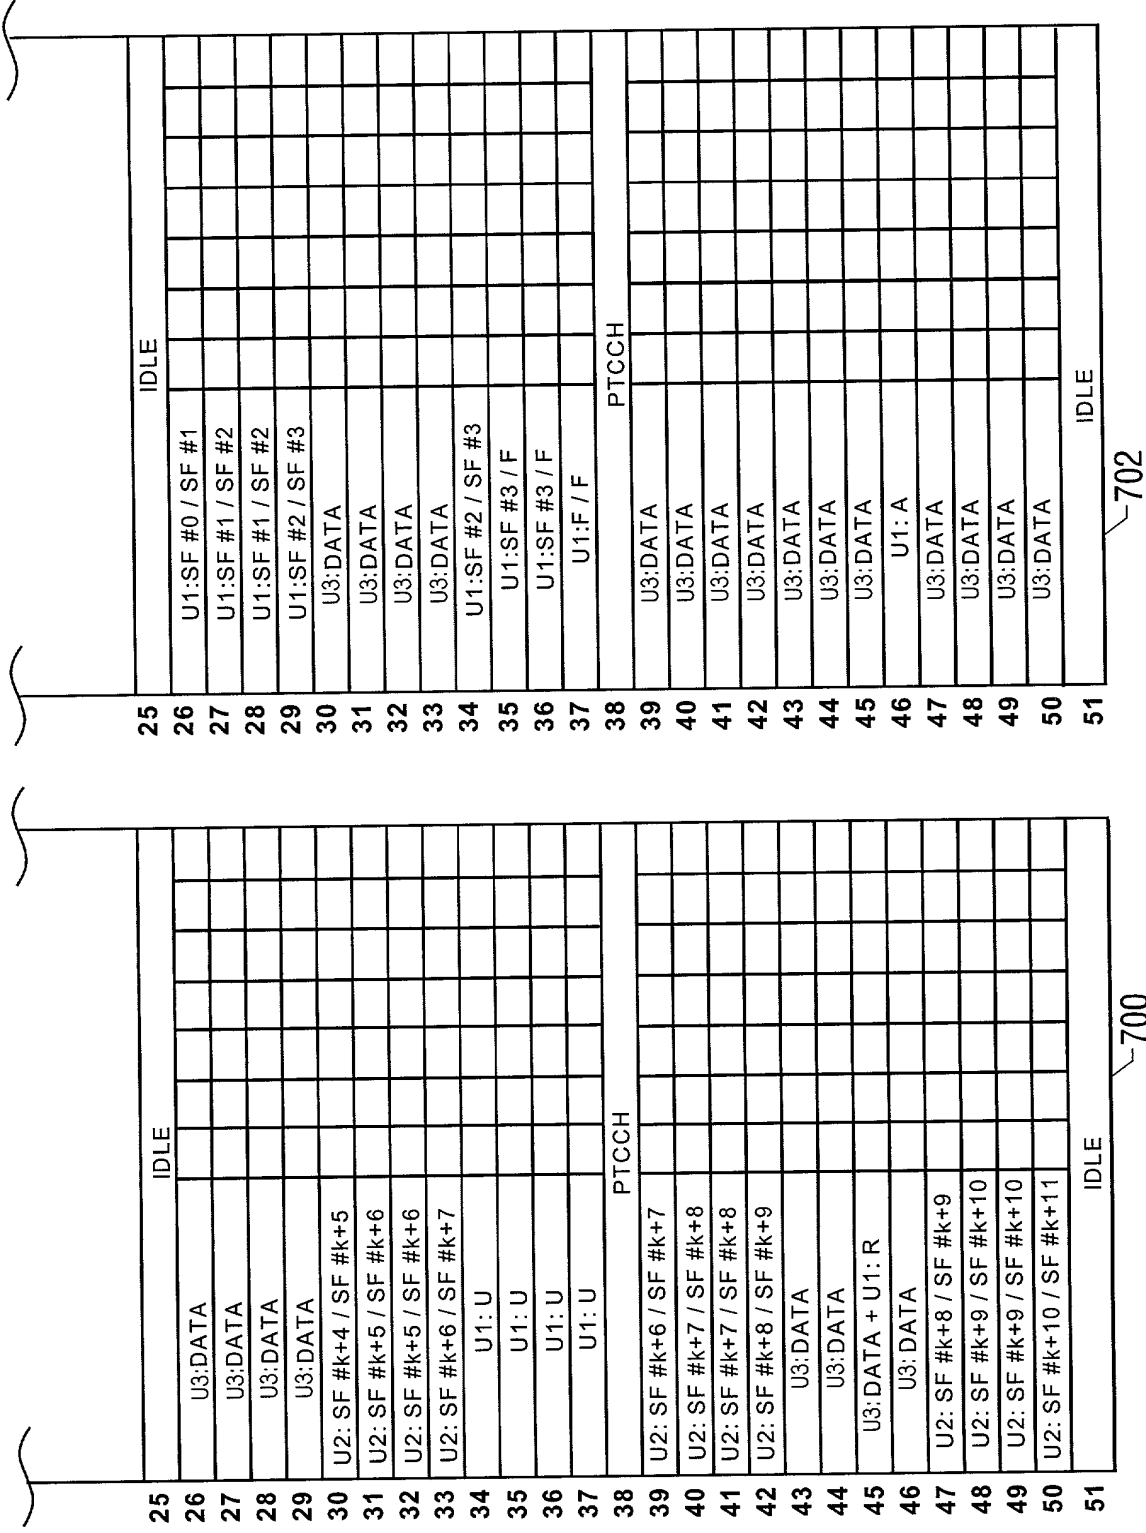 25 IDLE
26 U3:DATA
27 U3:DATA
28 U3:DATA
29 U3:DATA
30 U2: SF #k+4 / SF #k+5
31 U2: SF #k+5 / SF #k+6
32 U2: SF #k+5 / SF #k+6
33 U2: SF #k+6 / SF #k+7
34 U1: U
35 U1: U
36 U1: U
37 U1: U
38 PTCCH
39 U2: SF #k+6 / SF #k+7
40 U2: SF #k+7 / SF #k+8
41 U2: SF #k+7 / SF #k+8
42 U2: SF #k+8 / SF #k+9
43 U3:DATA
44 U3:DATA
45 U3:DATA + U1: R
46 U3: DATA
47 U2: SF #k+8 / SF #k+9
48 U2: SF #k+9 / SF #k+10
49 U2: SF #k+9 / SF #k+10
50 U2: SF #k+10 / SF #k+11
51 IDLE
700
25 IDLE
26 U1:SF #0 / SF #1
27 U1:SF #1 / SF #2
28 U1:SF #1 / SF #2
29 U1:SF #2 / SF #3
30 U3:DATA
31 U3:DATA
32 U3:DATA
33 U3:DATA
34 U1:SF #2 / SF #3
35 U1:SF #3 / F
36 U1:SF #3 / F
37 U1:F / F
38 PTCCH
39 U3:DATA
40 U3:DATA
41 U3:DATA
42 U3:DATA
43 U3:DATA
44 U3:DATA
45 U3:DATA
46 U1: A
47 U3:DATA
48 U3:DATA
49 U3:DATA
50 U3:DATA
51 IDLE
702